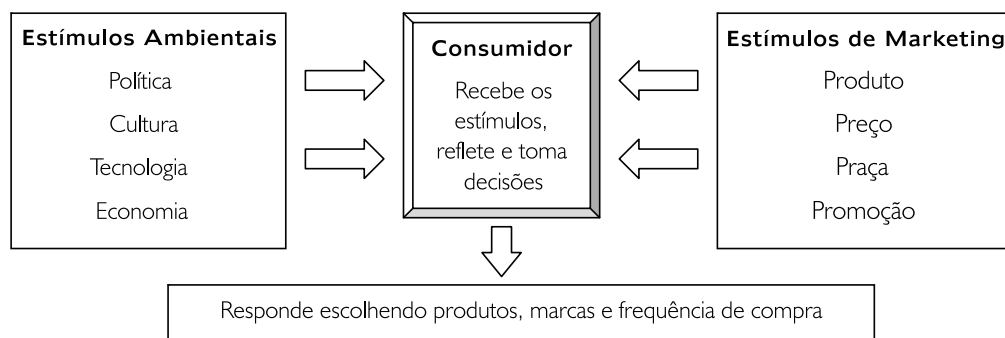 Estímulos Ambientais
Política
Cultura
Tecnologia
Economia
Consumidor
Recebe os
estímulos,
reflete e toma
decisões
Estímulos de Marketing
Produto
Preço
Praça
Promoção
Responde escolhendo produtos, marcas e frequência de compra